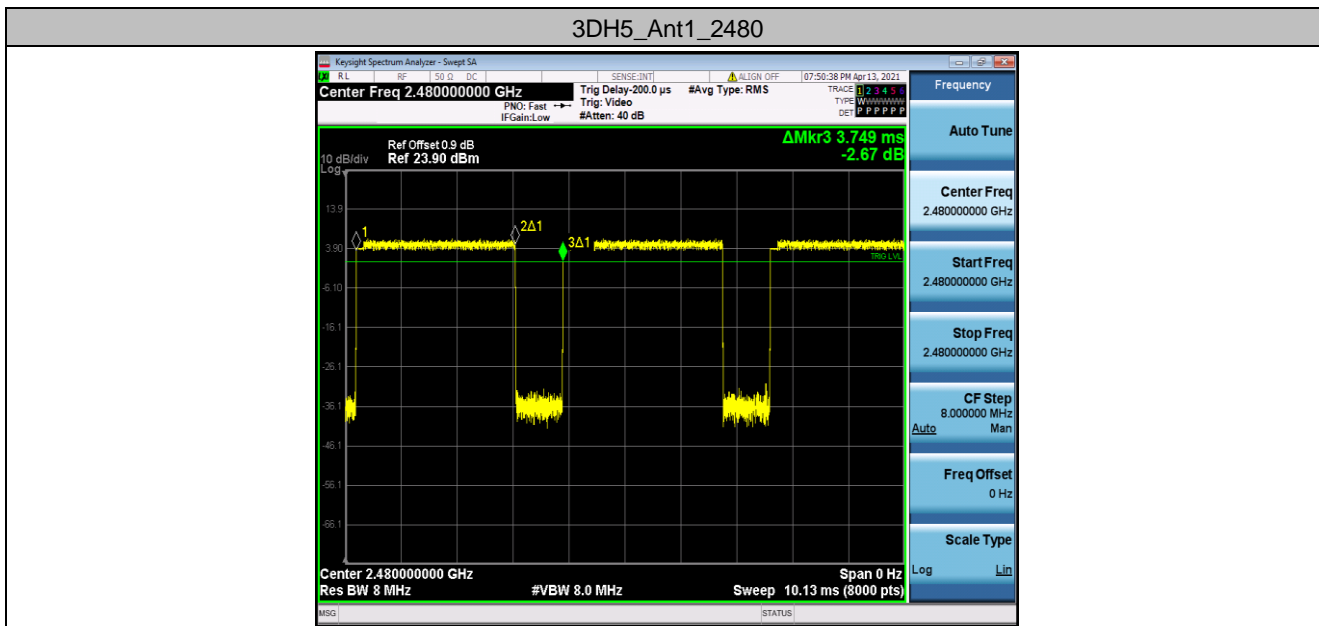 3DH5_Ant1_2480
Keysight Spectrum Analyzer - Swept SA
RL RF 50 Ω DC SENSE:INT ALIGN OFF 07:50:38 PM Apr 13, 2021
Center Freq 2.480000000 GHz
PNO: Fast
IFGain:Low
Trig Delay-200.0 µs
Trig: Video
#Atten: 40 dB
#Avg Type: RMS
TRACE 1 2 3 4 5 6
TYPE WWWWWW
DET P P P P P P
ΔMkr3 3.749 ms
-2.67 dB
Ref Offset 0.9 dB
10 dB/div Ref 23.90 dBm
Log
13.9
3.90
-6.10
-16.1
-26.1
-36.1
-46.1
-56.1
-66.1
1
2Δ1
3Δ1
TRIG LVL
Center 2.480000000 GHz Span 0 Hz
Res BW 8 MHz #VBW 8.0 MHz Sweep 10.13 ms (8000 pts)
MSG STATUS
Frequency
Auto Tune
Center Freq
2.480000000 GHz
Start Freq
2.480000000 GHz
Stop Freq
2.480000000 GHz
CF Step
8.000000 MHz
Auto Man
Freq Offset
0 Hz
Scale Type
Log Lin